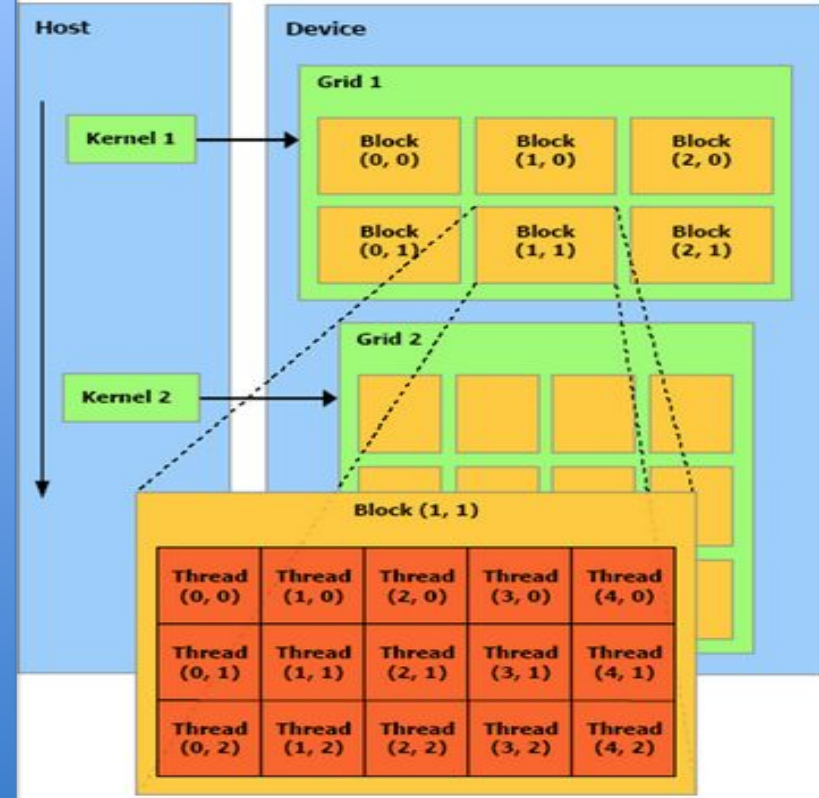 Host
Device
Grid 1
Kernel 1
Block
(0, 0)
Block
(1, 0)
Block
(2, 0)
Block
(0, 1)
Block
(1, 1)
Block
(2, 1)
Grid 2
Kernel 2
Block (1, 1)
Thread
(0, 0)
Thread
(1, 0)
Thread
(2, 0)
Thread
(3, 0)
Thread
(4, 0)
Thread
(0, 1)
Thread
(1, 1)
Thread
(2, 1)
Thread
(3, 1)
Thread
(4, 1)
Thread
(0, 2)
Thread
(1, 2)
Thread
(2, 2)
Thread
(3, 2)
Thread
(4, 2)